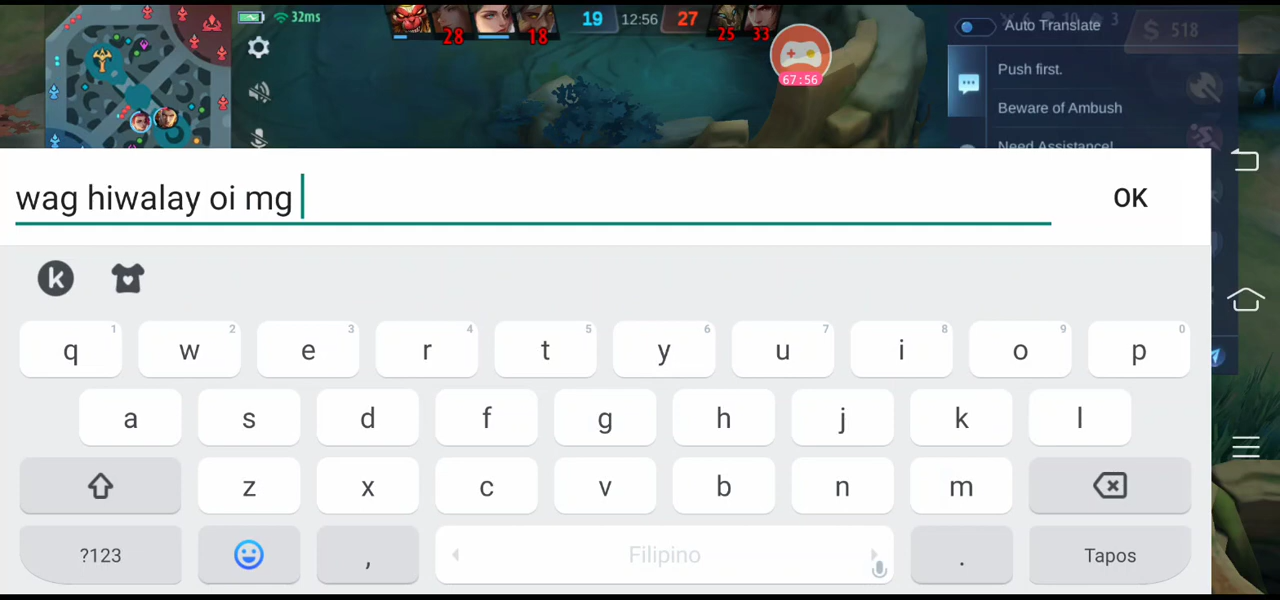 32ms
28
18
19
12:56
27
25
33
67:56
Auto Translate
3
$ 518
Push first.
Beware of Ambush
Need Assistance!
wag hiwalay oi mg
OK
k
q 1 w 2 e 3 r 4 t 5 y 6 u 7 i 8 o 9 p 0
a s d f g h j k l
z x c v b n m
?123 , Filipino . Tapos